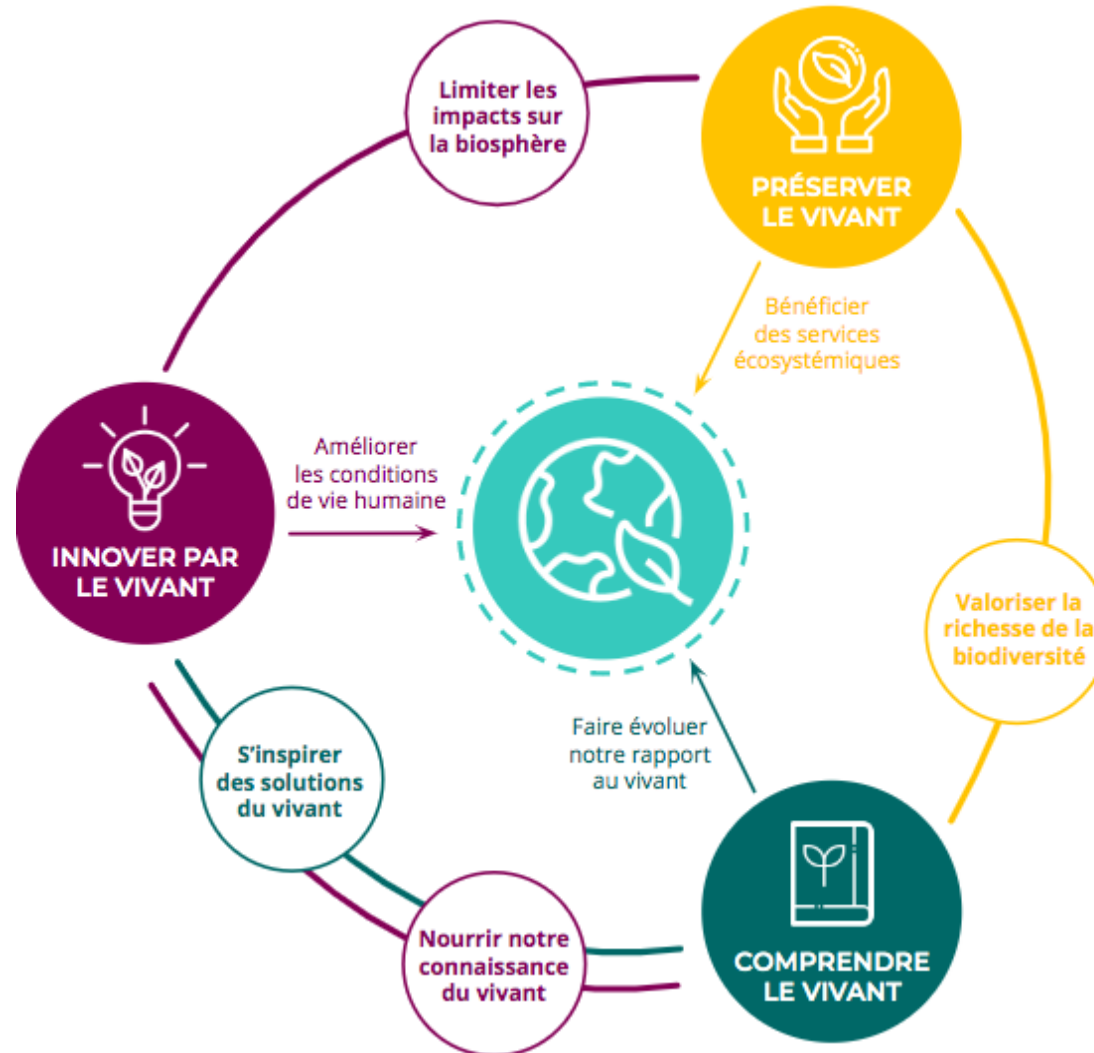 Limiter les
impacts sur
la biosphère
PRÉSERVER
LE VIVANT
Bénéficier
des services
écosystémiques
INNOVER PAR
LE VIVANT
Améliorer
les conditions
de vie humaine
Valoriser la
richesse de la
biodiversité
S'inspirer
des solutions
du vivant
Faire évoluer
notre rapport
au vivant
Nourrir notre
connaissance
du vivant
COMPRENDRE
LE VIVANT